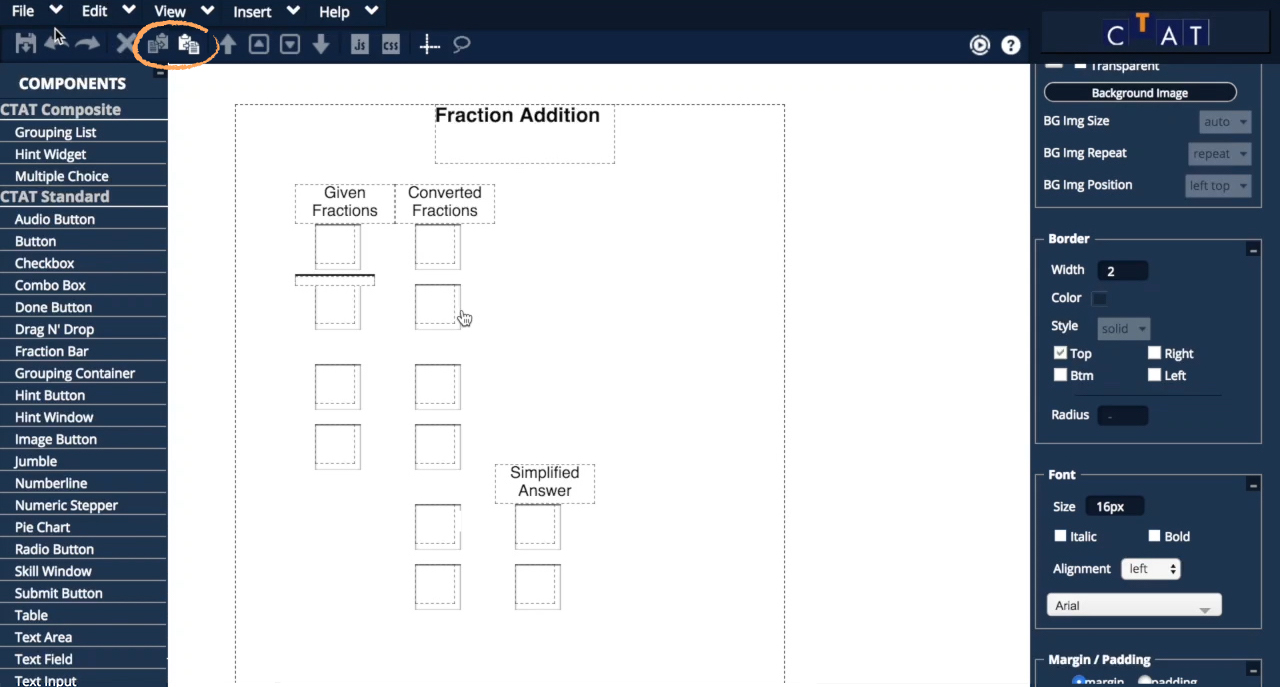 File Edit View Insert Help
Js css ?
C T A T
COMPONENTS
CTAT Composite
Grouping List
Hint Widget
Multiple Choice
CTAT Standard
Audio Button
Button
Checkbox
Combo Box
Done Button
Drag N' Drop
Fraction Bar
Grouping Container
Hint Button
Hint Window
Image Button
Jumble
Numberline
Numeric Stepper
Pie Chart
Radio Button
Skill Window
Submit Button
Table
Text Area
Text Field
Text Input
Fraction Addition
Given
Fractions
Converted
Fractions
Simplified
Answer
Transparent
Background Image
BG Img Size auto
BG Img Repeat repeat
BG Img Position left top
Border
Width 2
Color
Style solid
Top Right
Btm Left
Radius -
Font
Size 16px
Italic Bold
Alignment left
Arial
Margin / Padding
margin padding